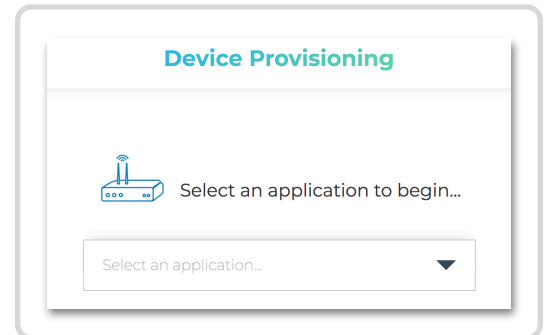 Device Provisioning
Select an application to begin...
Select an application...